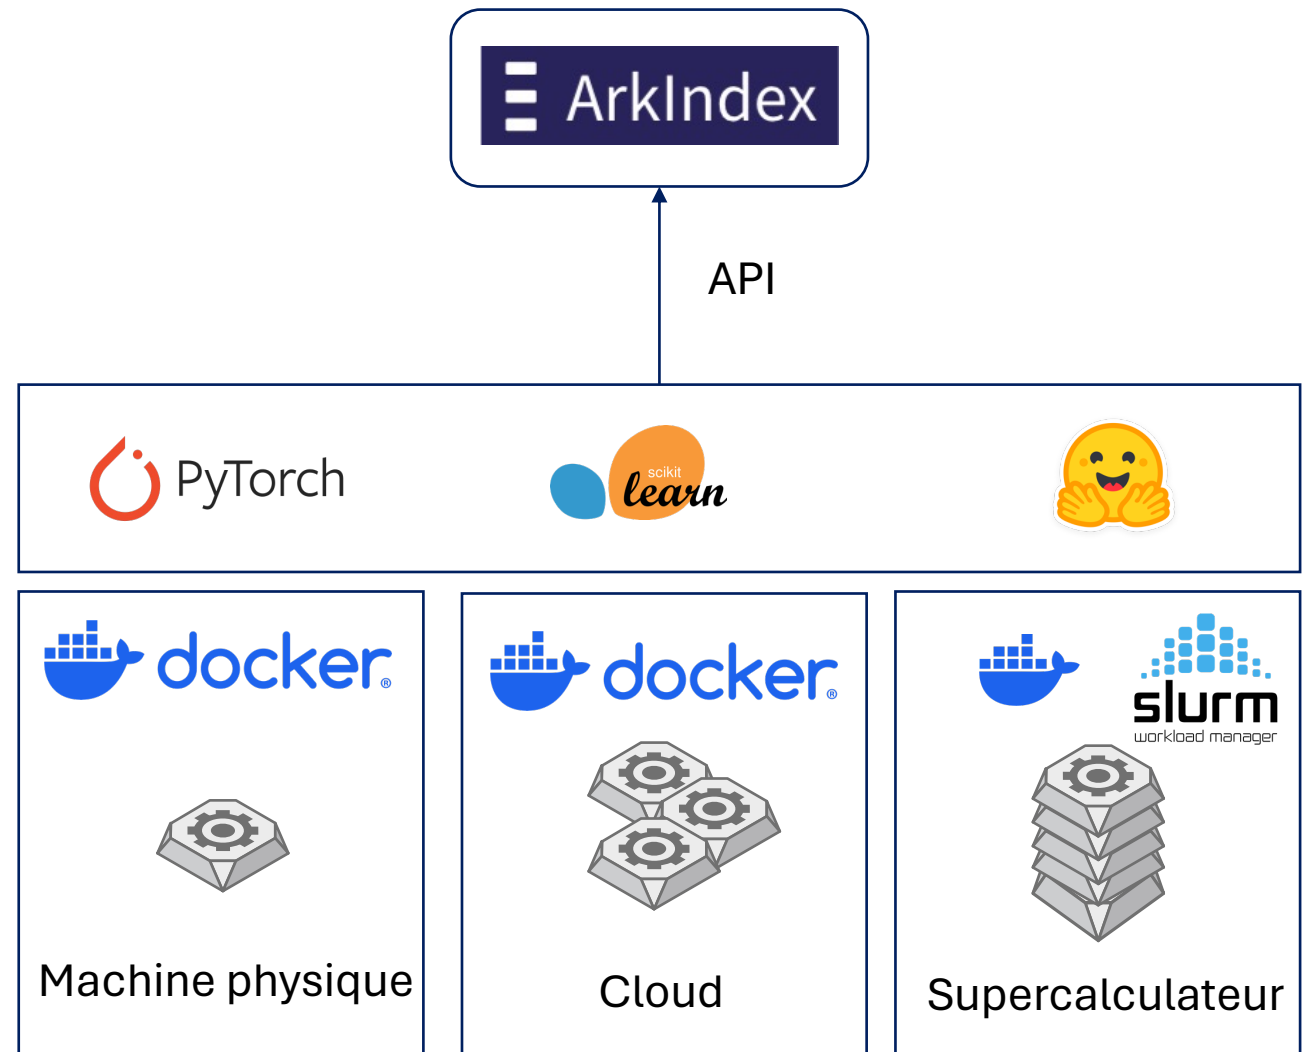 ArkIndex
API
PyTorch
scikit
learn
docker®
docker®
slurm
workload manager
Machine physique
Cloud
Supercalculateur